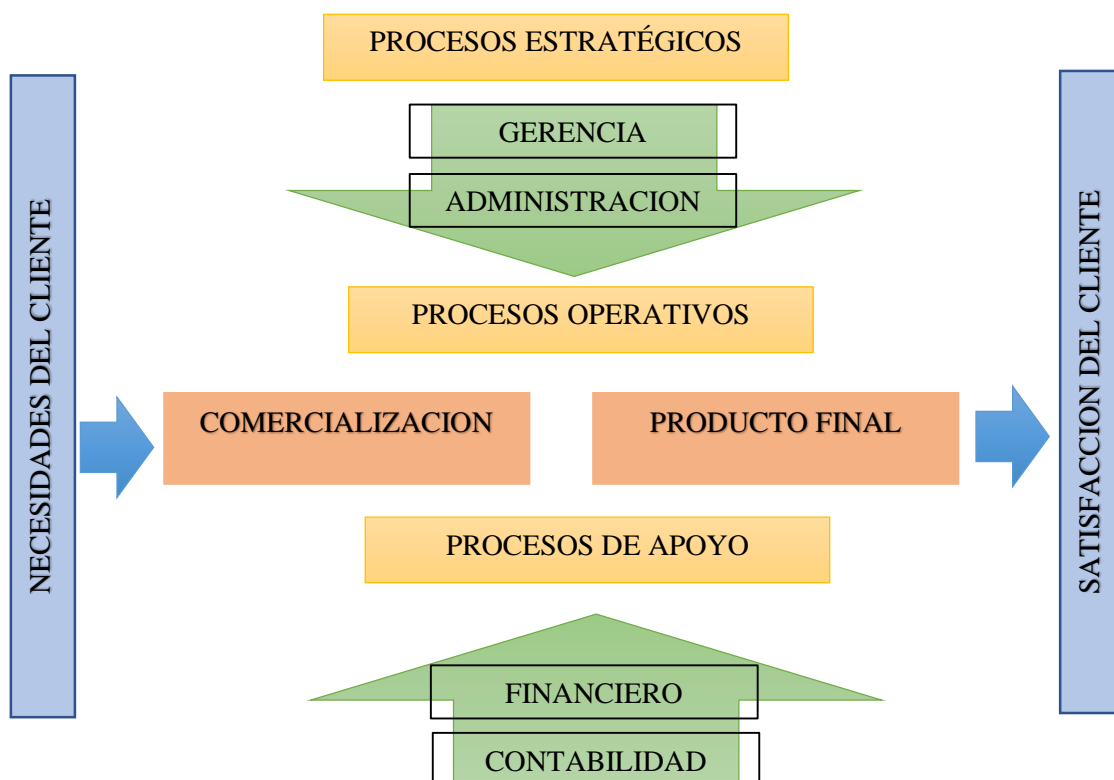 PROCESOS ESTRATÉGICOS
GERENCIA
ADMINISTRACION
NECESIDADES DEL CLIENTE
PROCESOS OPERATIVOS
COMERCIALIZACION
PRODUCTO FINAL
SATISFACCION DEL CLIENTE
PROCESOS DE APOYO
FINANCIERO
CONTABILIDAD